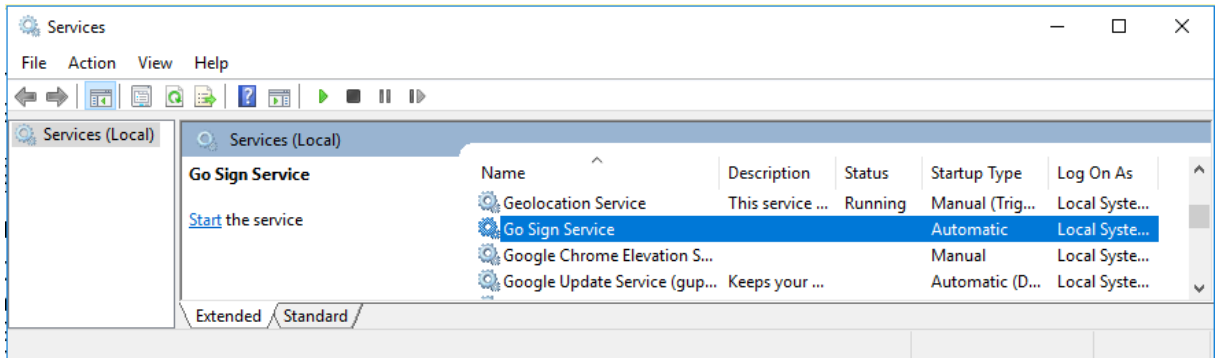 Services
File Action View Help
Services (Local)
Services (Local)
Go Sign Service
Start the service
Name Description Status Startup Type Log On As
Geolocation Service This service ... Running Manual (Trig... Local Syste...
Go Sign Service Automatic Local Syste...
Google Chrome Elevation S... Manual Local Syste...
Google Update Service (gup... Keeps your ... Automatic (D... Local Syste...
Extended Standard